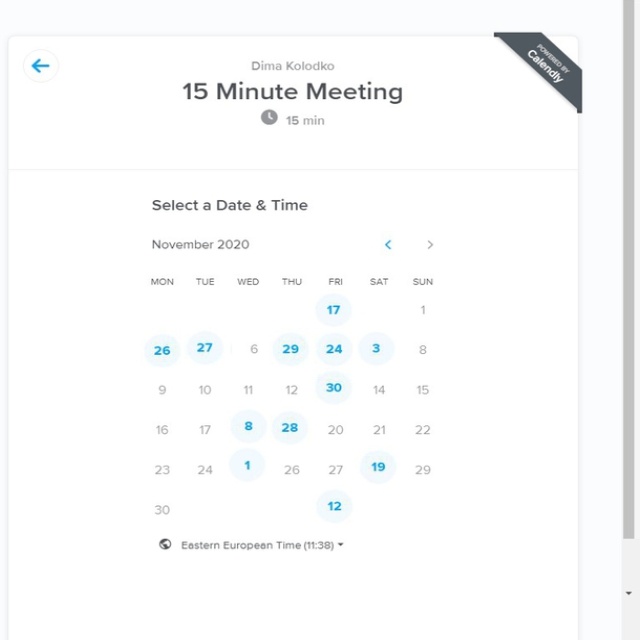 POWERED BY
Calendly
Dima Kolodko
15 Minute Meeting
15 min
Select a Date & Time
November 2020
MON TUE WED THU FRI SAT SUN
17 1
26 27 6 29 24 3 8
9 10 11 12 30 14 15
16 17 8 28 20 21 22
23 24 1 26 27 19 29
30 12
Eastern European Time (11:38)